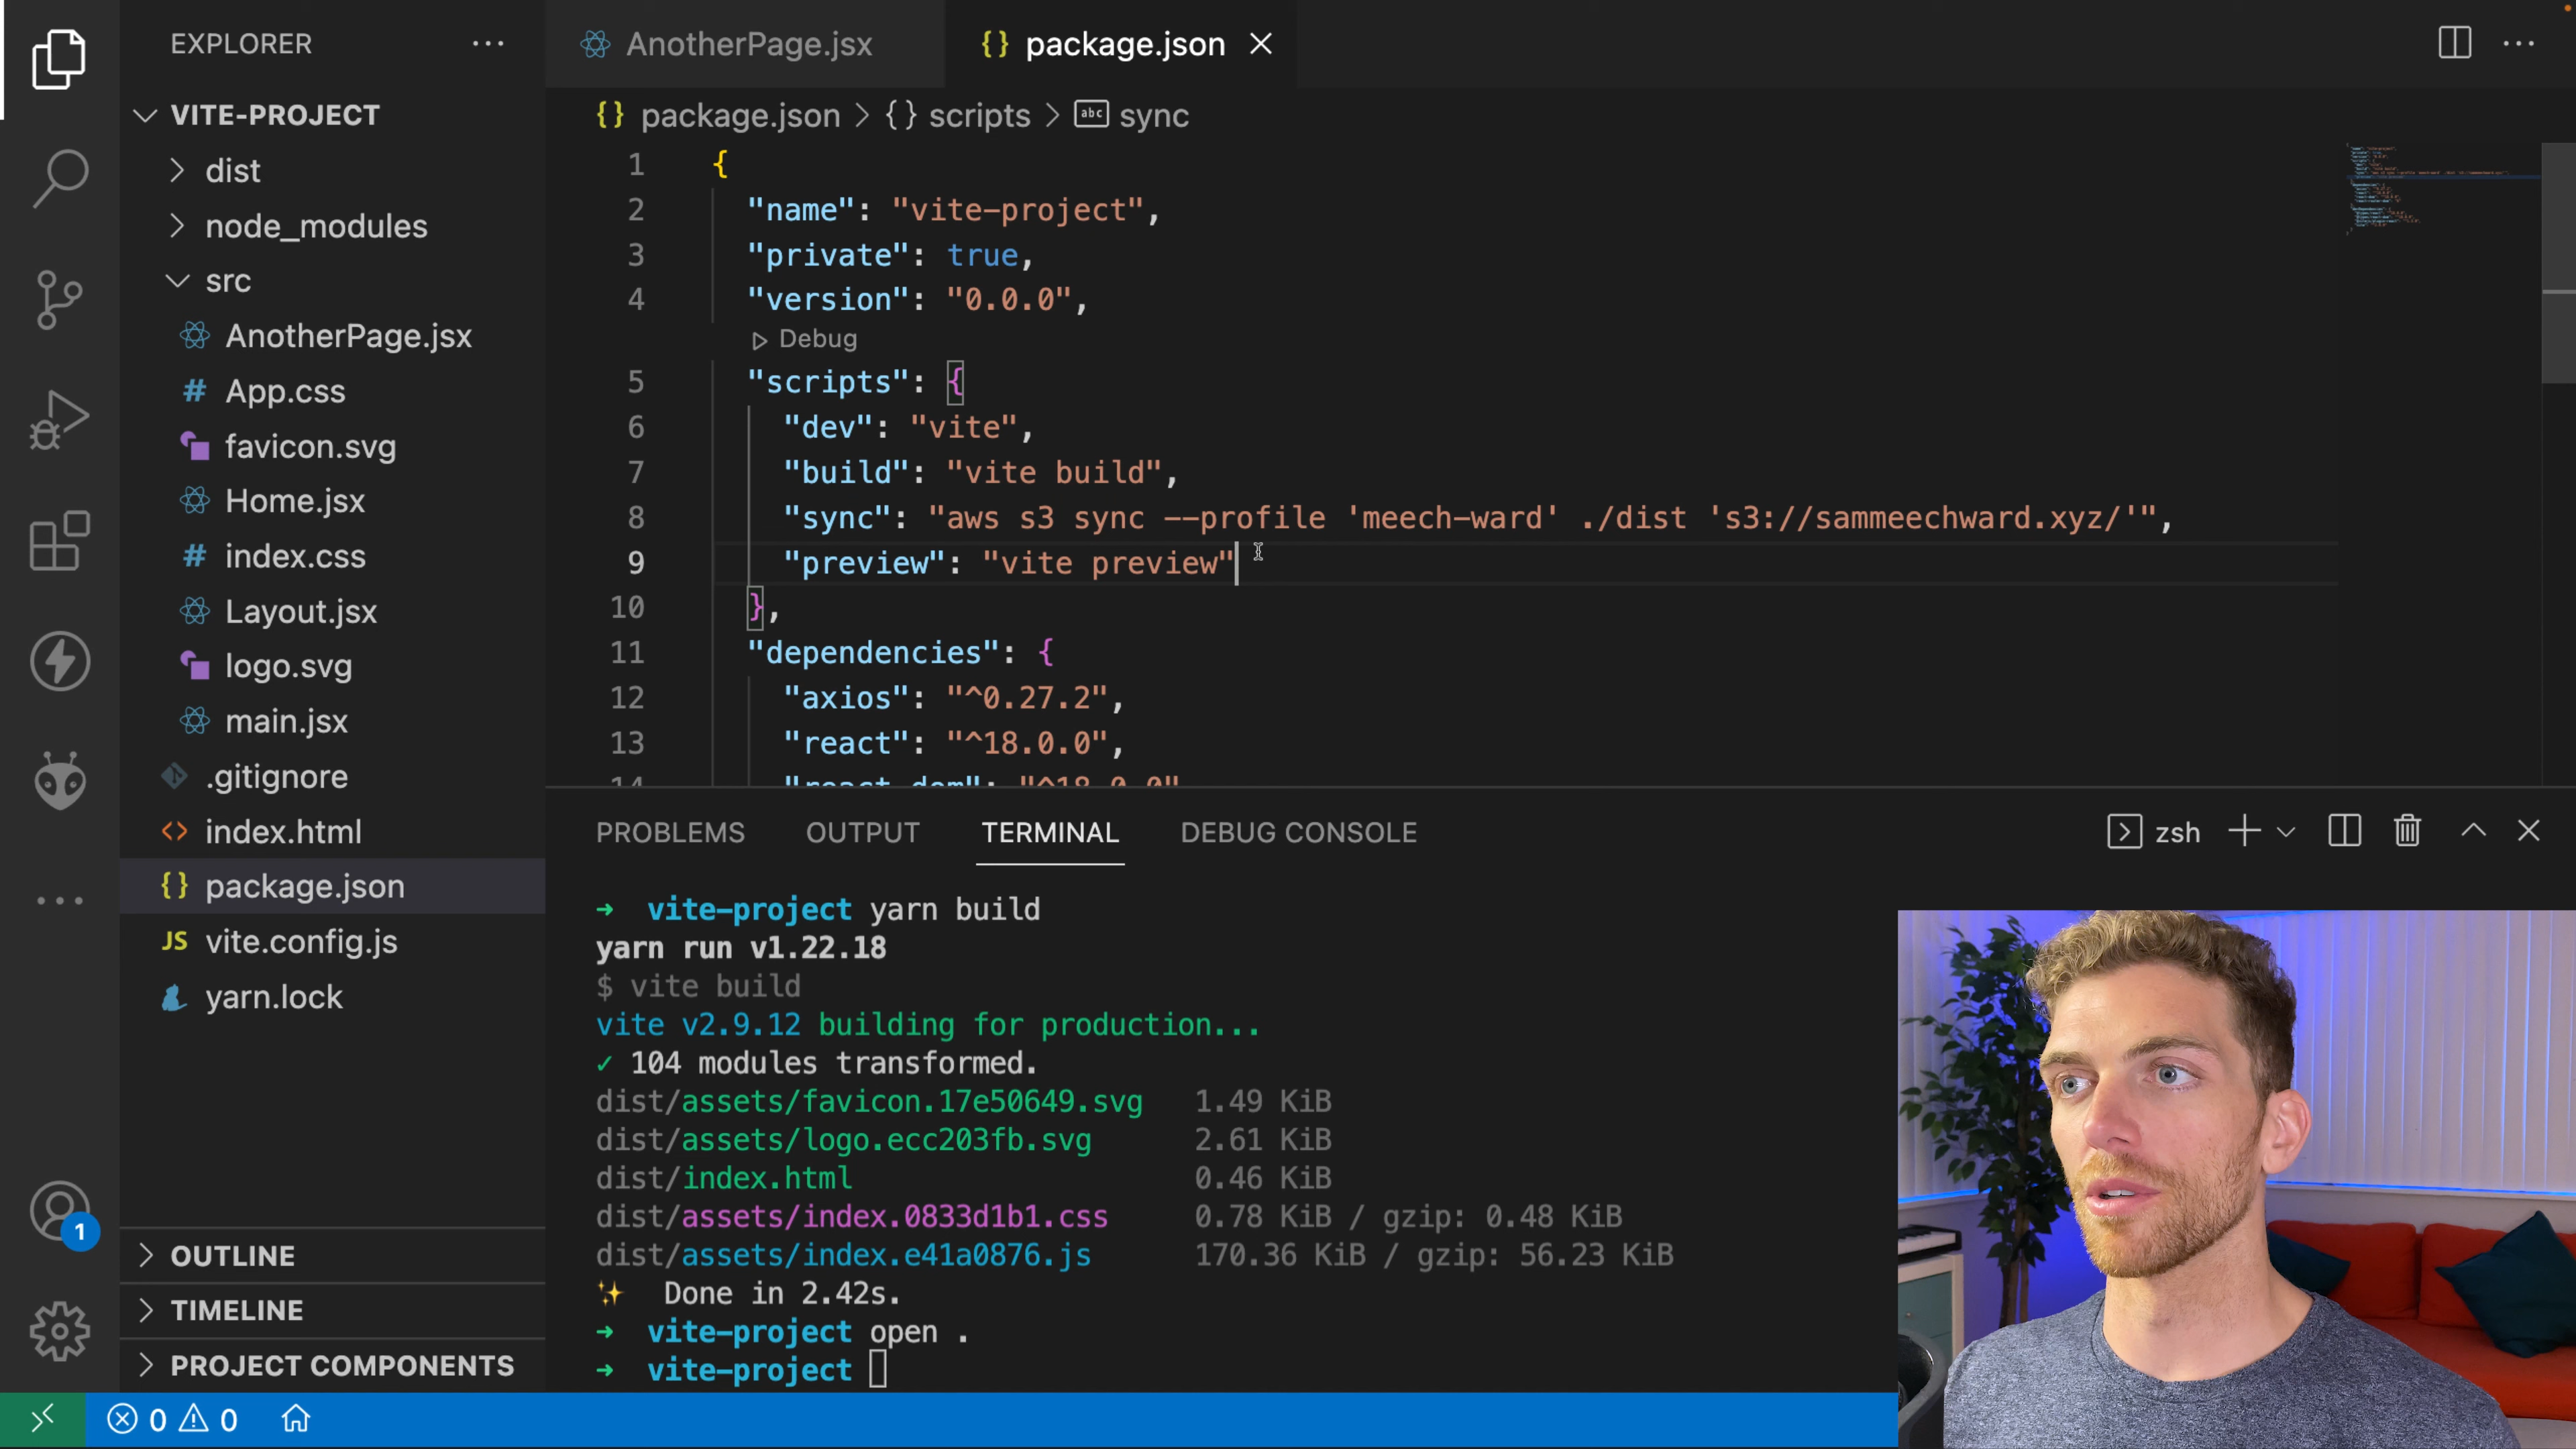 EXPLORER
VITE-PROJECT
dist
node_modules
src
AnotherPage.jsx
App.css
favicon.svg
Home.jsx
index.css
Layout.jsx
logo.svg
main.jsx
.gitignore
index.html
package.json
vite.config.js
yarn.lock
OUTLINE
TIMELINE
PROJECT COMPONENTS
1
0 0
AnotherPage.jsx
package.json
package.json > {} scripts > abc sync
1 {
2 "name": "vite-project",
3 "private": true,
4 "version": "0.0.0",
Debug
5 "scripts": {
6 "dev": "vite",
7 "build": "vite build",
8 "sync": "aws s3 sync --profile 'meech-ward' ./dist 's3://sammeechward.xyz/'",
9 "preview": "vite preview"
10 },
11 "dependencies": {
12 "axios": "^0.27.2",
13 "react": "^18.0.0",
14 "react-dom": "^18.0.0"
PROBLEMS OUTPUT TERMINAL DEBUG CONSOLE
zsh
➜ vite-project yarn build
yarn run v1.22.18
$ vite build
vite v2.9.12 building for production...
✓ 104 modules transformed.
dist/assets/favicon.17e50649.svg 1.49 KiB
dist/assets/logo.ecc203fb.svg 2.61 KiB
dist/index.html 0.46 KiB
dist/assets/index.0833d1b1.css 0.78 KiB / gzip: 0.48 KiB
dist/assets/index.e41a0876.js 170.36 KiB / gzip: 56.23 KiB
✨ Done in 2.42s.
➜ vite-project open .
➜ vite-project